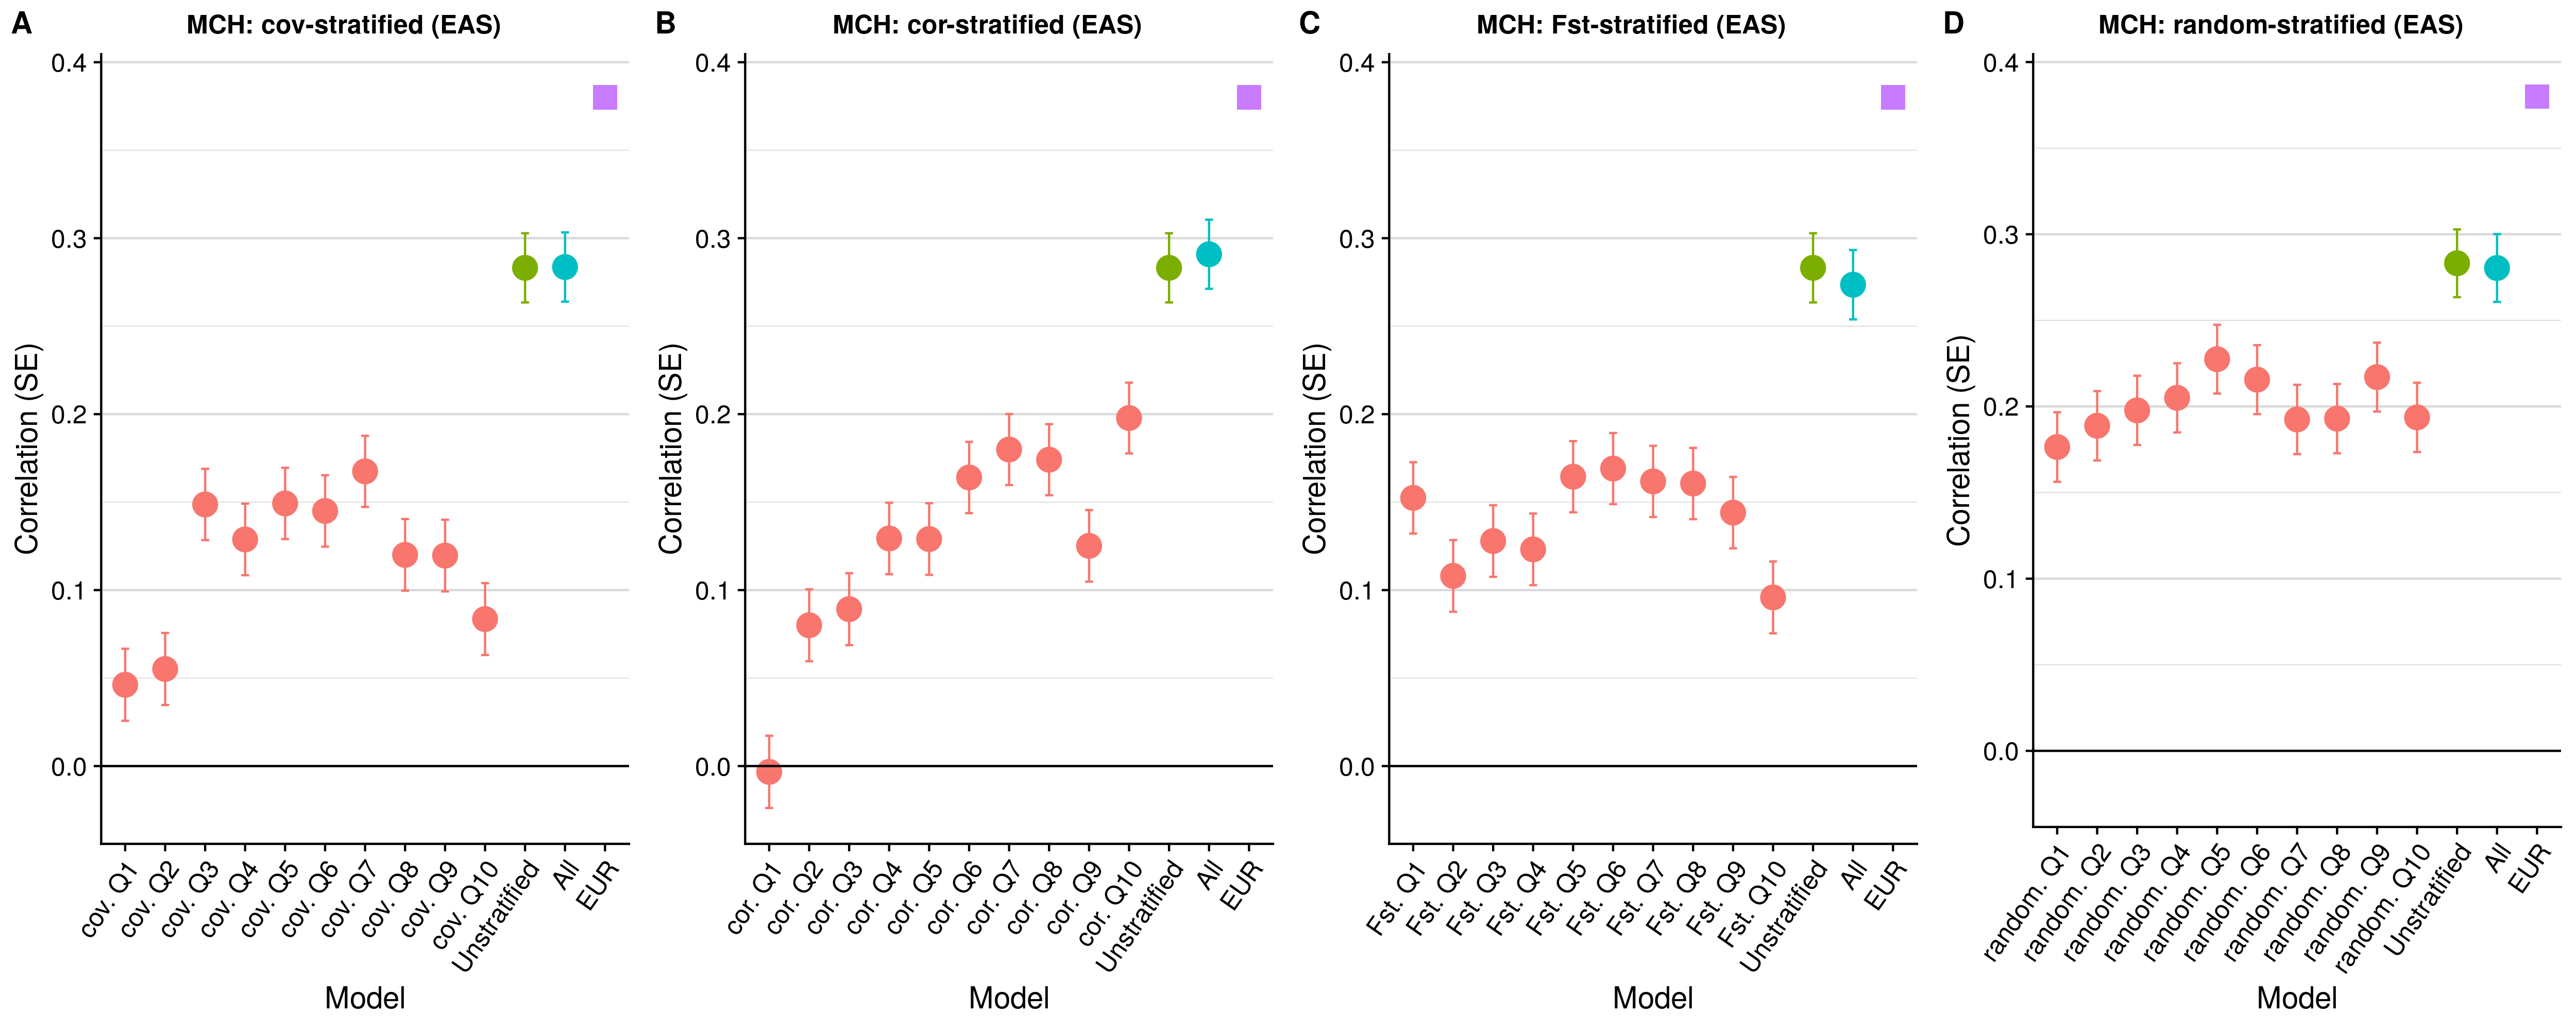 A
MCH: cov-stratified (EAS)
Correlation (SE)
0.4
0.3
0.2
0.1
0.0
cov. Q1
cov. Q2
cov. Q3
cov. Q4
cov. Q5
cov. Q6
cov. Q7
cov. Q8
cov. Q9
cov. Q10
Unstratified
All
EUR
Model
B
MCH: cor-stratified (EAS)
Correlation (SE)
0.4
0.3
0.2
0.1
0.0
cor. Q1
cor. Q2
cor. Q3
cor. Q4
cor. Q5
cor. Q6
cor. Q7
cor. Q8
cor. Q9
cor. Q10
Unstratified
All
EUR
Model
C
MCH: Fst-stratified (EAS)
Correlation (SE)
0.4
0.3
0.2
0.1
0.0
Fst. Q1
Fst. Q2
Fst. Q3
Fst. Q4
Fst. Q5
Fst. Q6
Fst. Q7
Fst. Q8
Fst. Q9
Fst. Q10
Unstratified
All
EUR
Model
D
MCH: random-stratified (EAS)
Correlation (SE)
0.4
0.3
0.2
0.1
0.0
random. Q1
random. Q2
random. Q3
random. Q4
random. Q5
random. Q6
random. Q7
random. Q8
random. Q9
random. Q10
Unstratified
All
EUR
Model